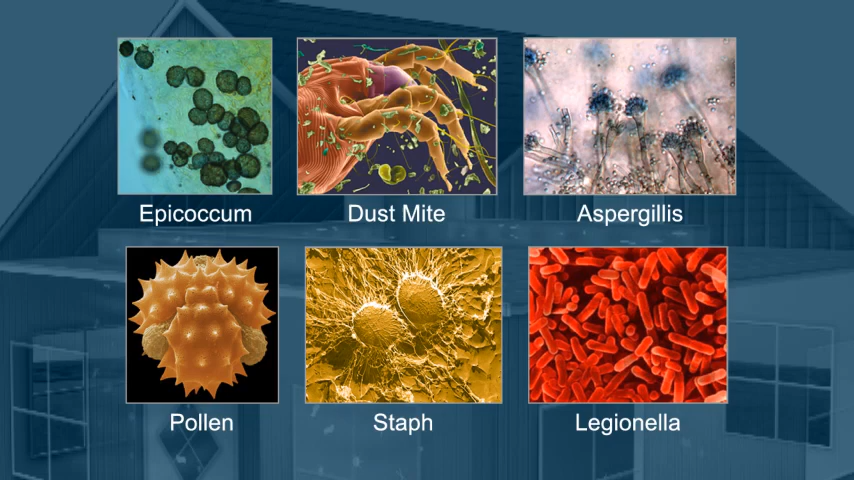 Epicoccum
Dust Mite
Aspergillis
Pollen
Staph
Legionella